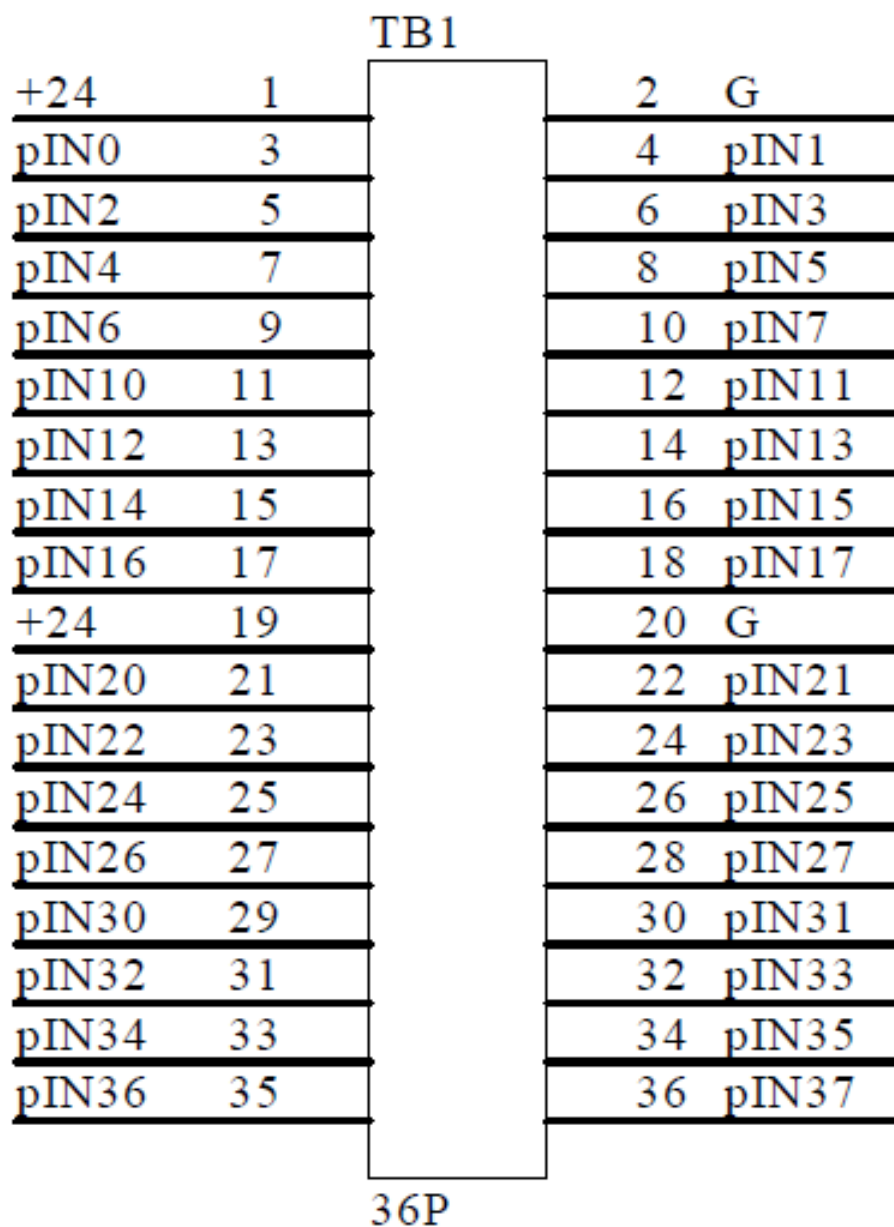 TB1
+24 1 2 G
pIN0 3 4 pIN1
pIN2 5 6 pIN3
pIN4 7 8 pIN5
pIN6 9 10 pIN7
pIN10 11 12 pIN11
pIN12 13 14 pIN13
pIN14 15 16 pIN15
pIN16 17 18 pIN17
+24 19 20 G
pIN20 21 22 pIN21
pIN22 23 24 pIN23
pIN24 25 26 pIN25
pIN26 27 28 pIN27
pIN30 29 30 pIN31
pIN32 31 32 pIN33
pIN34 33 34 pIN35
pIN36 35 36 pIN37
36P